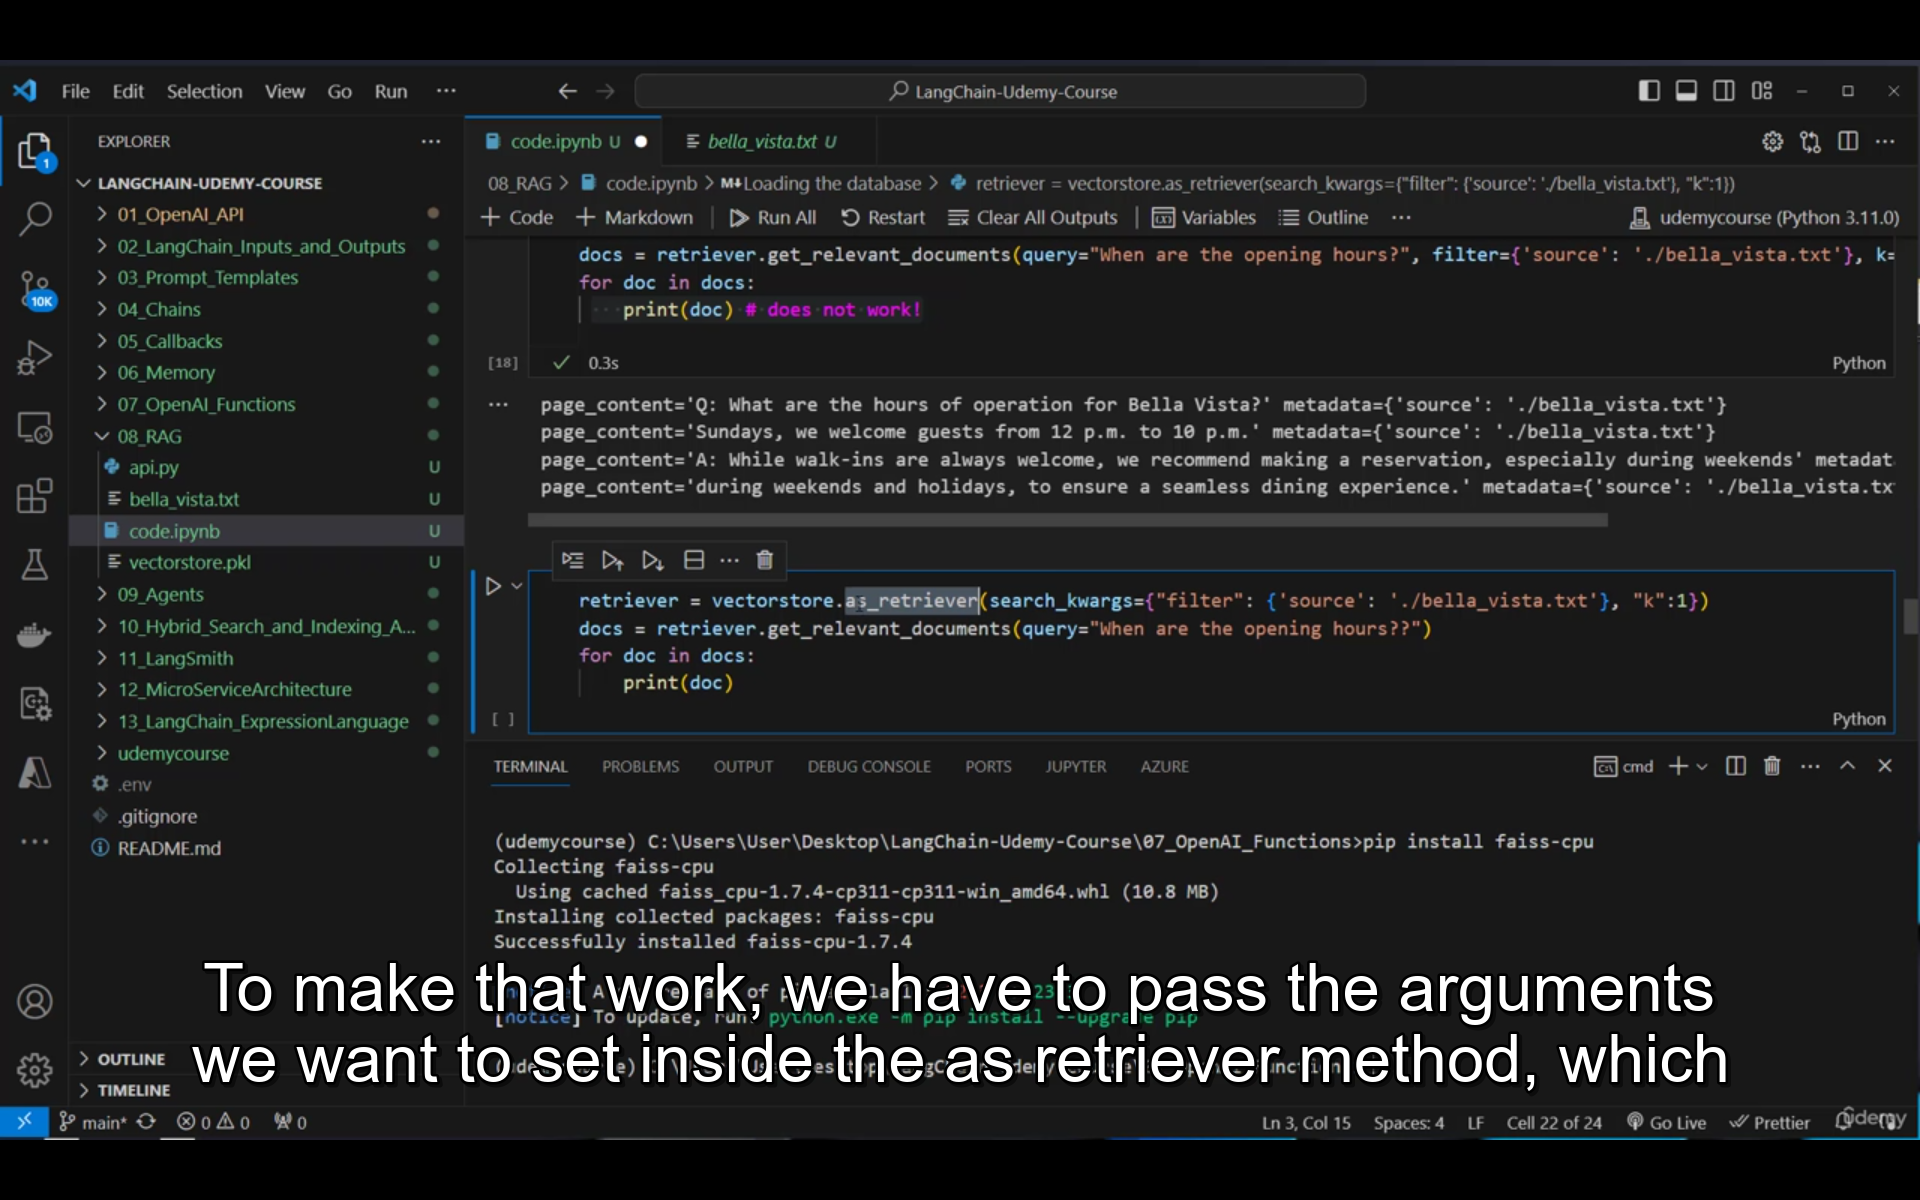 File Edit Selection View Go Run ··· LangChain-Udemy-Course
EXPLORER ···
LANGCHAIN-UDEMY-COURSE
01_OpenAI_API
02_LangChain_Inputs_and_Outputs
03_Prompt_Templates
04_Chains
05_Callbacks
06_Memory
07_OpenAI_Functions
08_RAG
api.py U
bella_vista.txt U
code.ipynb U
vectorstore.pkl U
09_Agents
10_Hybrid_Search_and_Indexing_A...
11_LangSmith
12_MicroServiceArchitecture
13_LangChain_ExpressionLanguage
udemycourse
.env
.gitignore
README.md
OUTLINE
TIMELINE
1
10K
code.ipynb U bella_vista.txt U
08_RAG > code.ipynb > M↓Loading the database > retriever = vectorstore.as_retriever(search_kwargs={"filter": {'source': './bella_vista.txt'}, "k":1})
+ Code + Markdown | Run All Restart Clear All Outputs | Variables Outline ··· udemycourse (Python 3.11.0)
docs = retriever.get_relevant_documents(query="When are the opening hours?", filter={'source': './bella_vista.txt'}, k=
for doc in docs:
print(doc) # does not work!
[18] 0.3s Python
page_content='Q: What are the hours of operation for Bella Vista?' metadata={'source': './bella_vista.txt'}
page_content='Sundays, we welcome guests from 12 p.m. to 10 p.m.' metadata={'source': './bella_vista.txt'}
page_content='A: While walk-ins are always welcome, we recommend making a reservation, especially during weekends' metadat
page_content='during weekends and holidays, to ensure a seamless dining experience.' metadata={'source': './bella_vista.tx
retriever = vectorstore.as_retriever(search_kwargs={"filter": {'source': './bella_vista.txt'}, "k":1})
docs = retriever.get_relevant_documents(query="When are the opening hours??")
for doc in docs:
print(doc)
[ ] Python
TERMINAL PROBLEMS OUTPUT DEBUG CONSOLE PORTS JUPYTER AZURE cmd
(udemycourse) C:\Users\User\Desktop\LangChain-Udemy-Course\07_OpenAI_Functions>pip install faiss-cpu
Collecting faiss-cpu
Using cached faiss_cpu-1.7.4-cp311-cp311-win_amd64.whl (10.8 MB)
Installing collected packages: faiss-cpu
Successfully installed faiss-cpu-1.7.4
[notice] To update, run: python.exe -m pip install --upgrade pip
To make that work, we have to pass the arguments
we want to set inside the as retriever method, which
main* 0 0 0 Ln 3, Col 15 Spaces: 4 LF Cell 22 of 24 Go Live Prettier
udemy